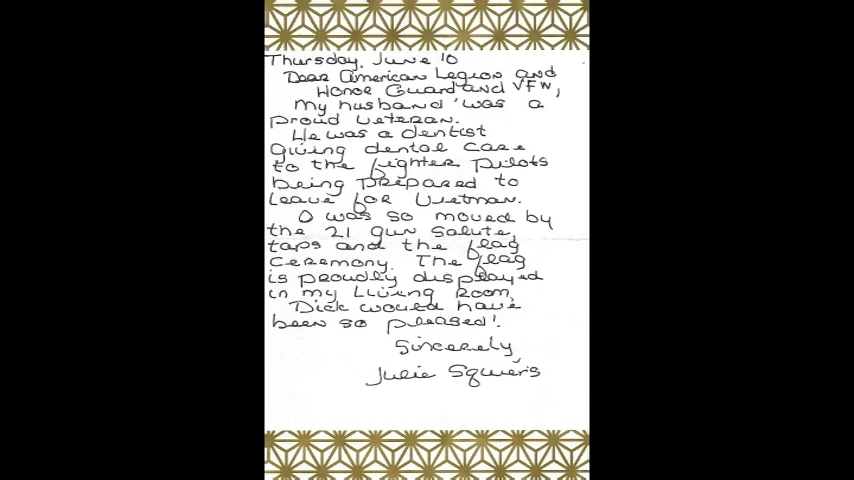 Thursday, June 10
Dear American Legion and
Honor Guard and VFW,
My husband was a
proud veteran.
He was a dentist
giving dental care
to the fighter pilots
being prepared to
leave for Vietman.
I was so moved by
the 21 gun salute,
taps and the flag
ceremony. The flag
is proudly displayed
in my living room.
Dick would have
been so pleased!
Sincerely,
Julie Squiers